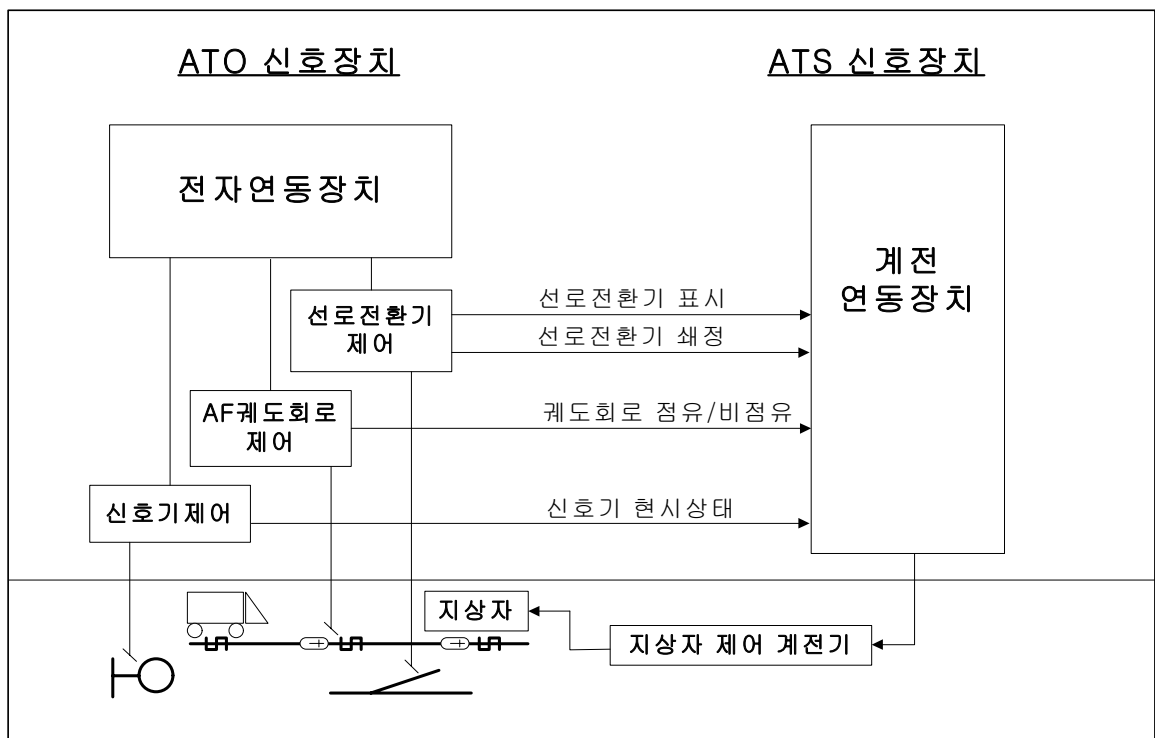 ATO 신호장치
ATS 신호장치
전자연동장치
계전
연동장치
선로전환기
제어
선로전환기 표시
선로전환기 쇄정
AF궤도회로
제어
궤도회로 점유/비점유
신호기제어
신호기 현시상태
지상자
지상자 제어 계전기